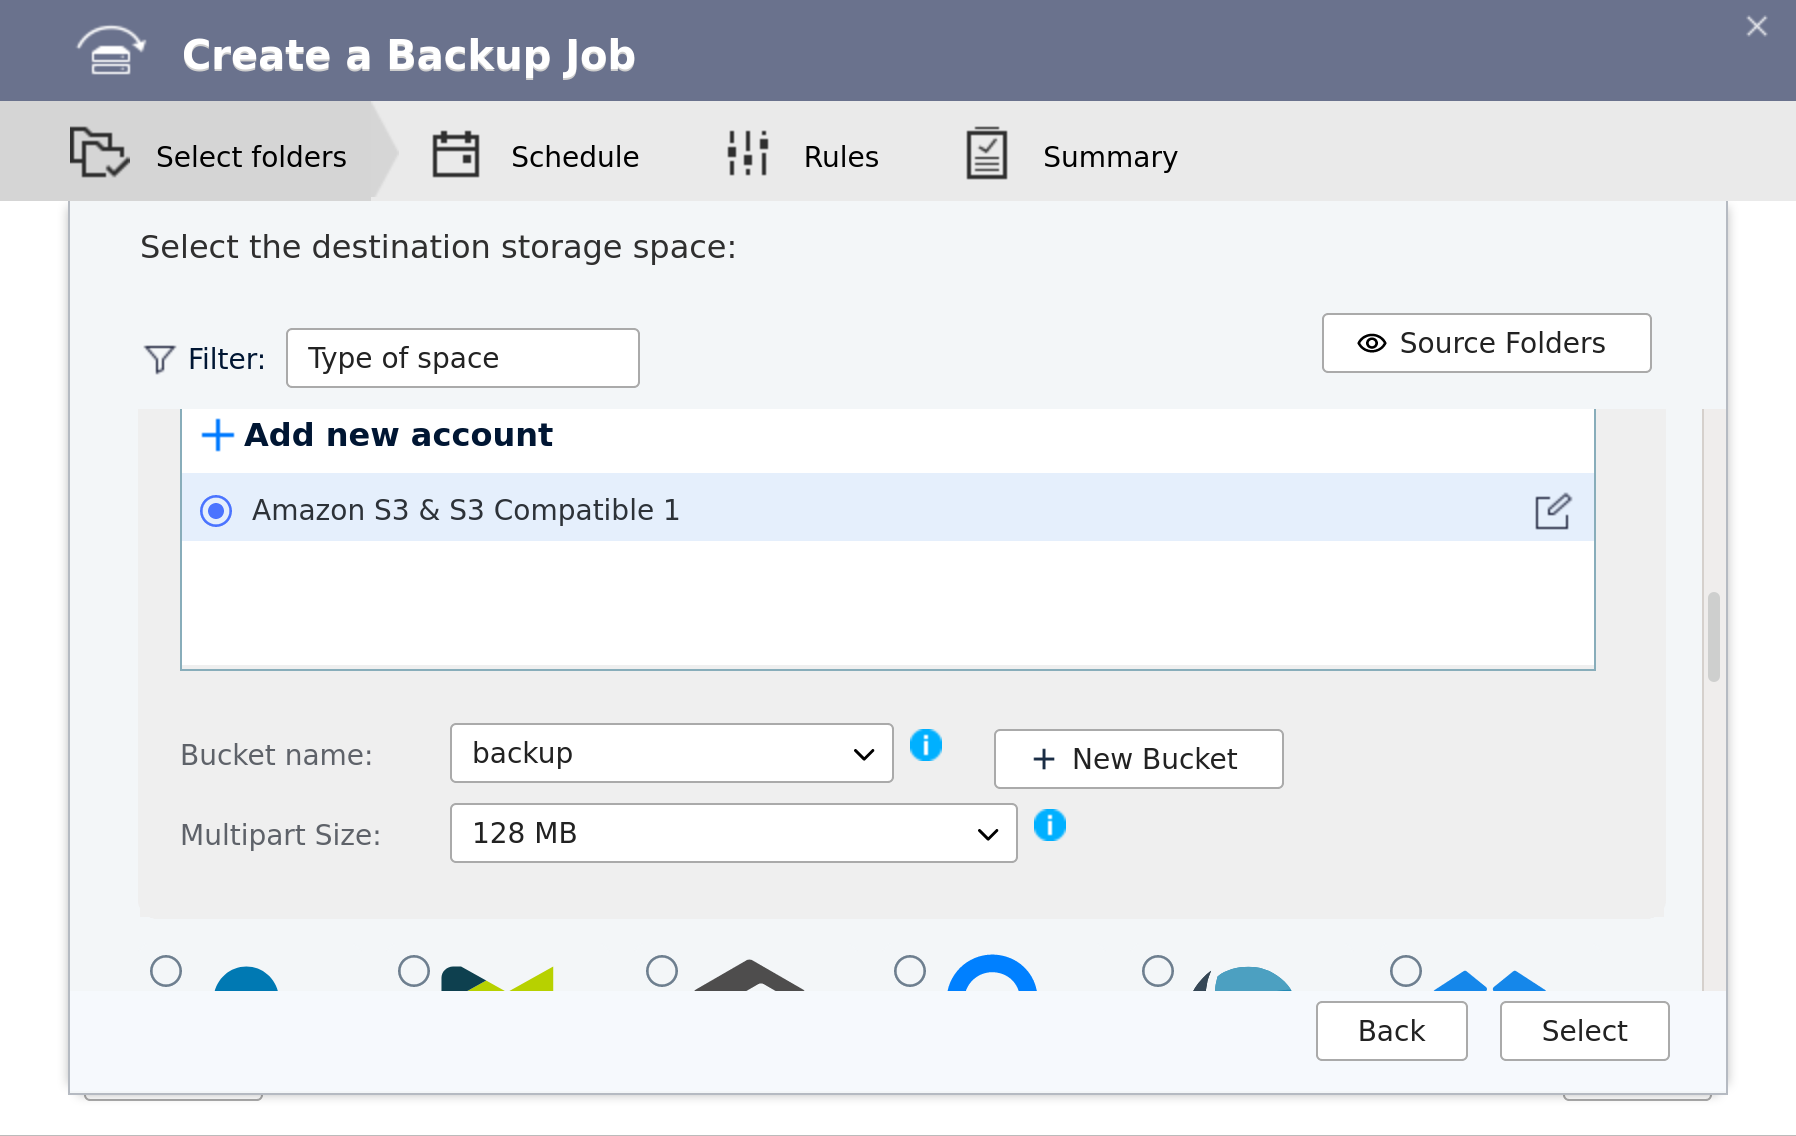 Create a Backup Job
Select folders
Schedule
Rules
Summary
Select the destination storage space:
Filter:
Type of space
Source Folders
Add new account
Amazon S3 & S3 Compatible 1
Bucket name:
backup
New Bucket
Multipart Size:
128 MB
Back
Select